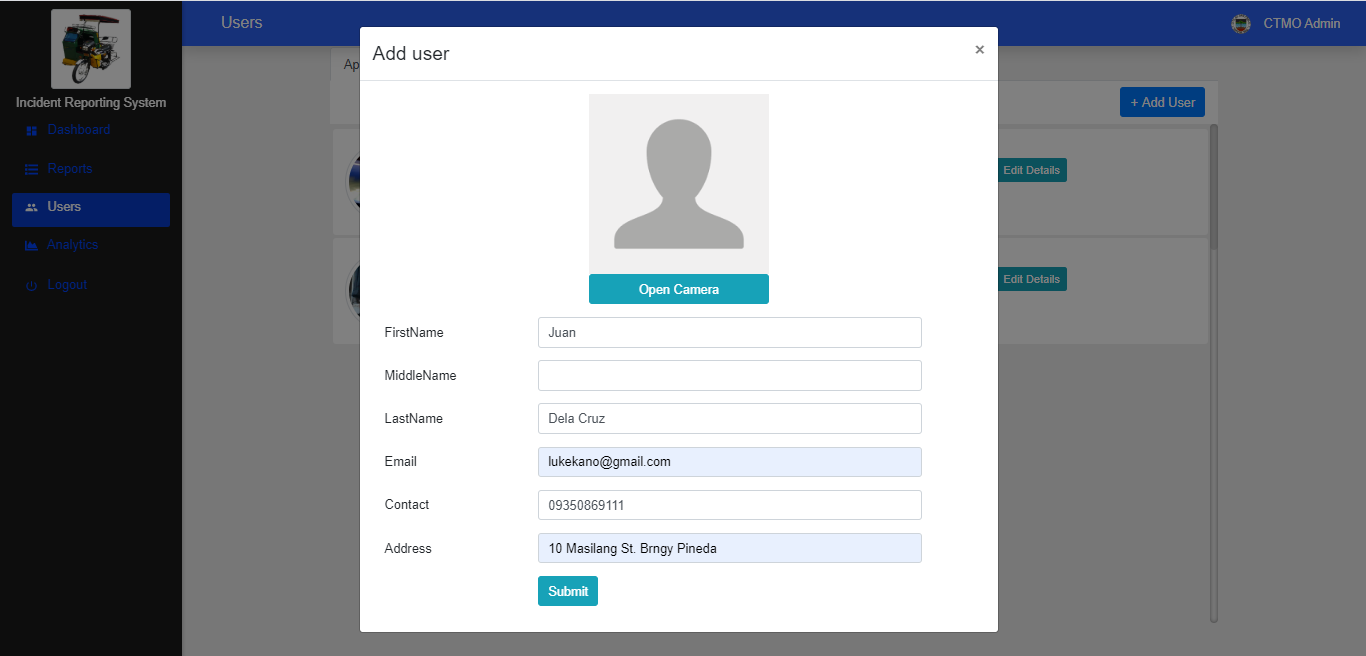 Users
CTMO Admin
Incident Reporting System
Dashboard
Reports
Users
Analytics
Logout
Ap
+ Add User
Edit Details
Edit Details
Add user
×
Open Camera
FirstName
Juan
MiddleName
LastName
Dela Cruz
Email
lukekano@gmail.com
Contact
09350869111
Address
10 Masilang St. Brngy Pineda
Submit